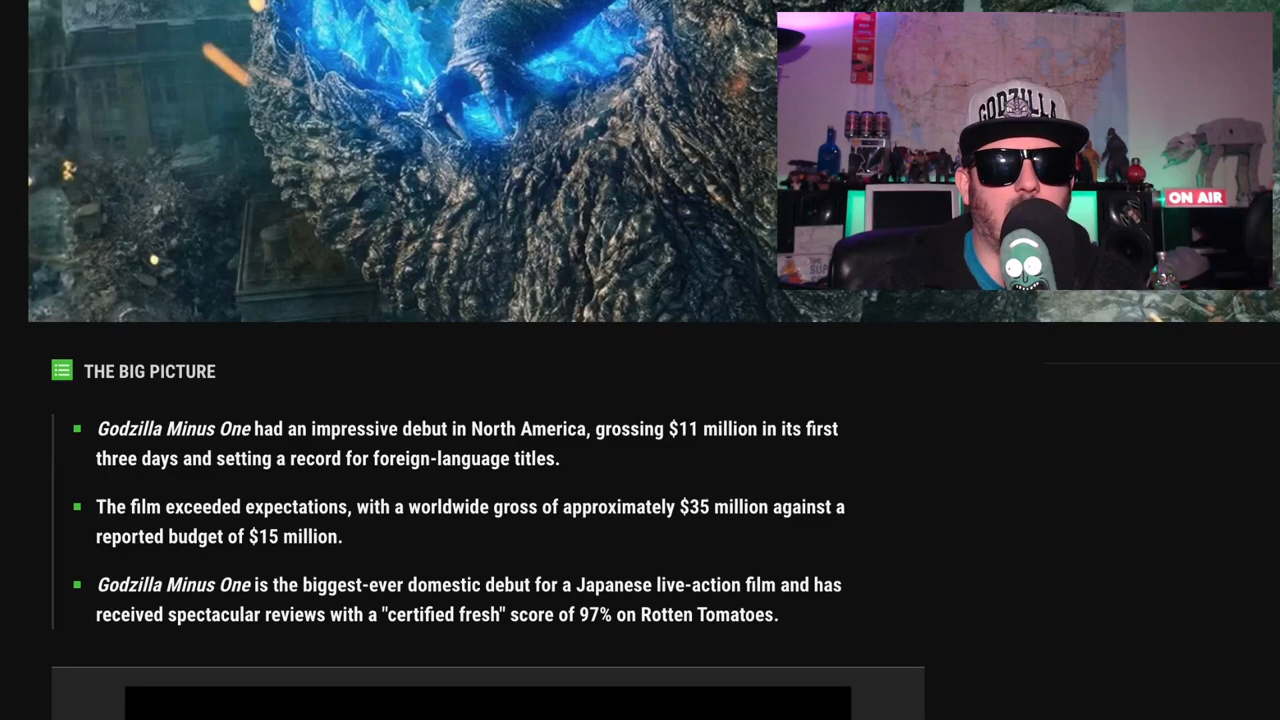 GODZILLA
ON AIR
THE BIG PICTURE
Godzilla Minus One had an impressive debut in North America, grossing $11 million in its first
three days and setting a record for foreign-language titles.
The film exceeded expectations, with a worldwide gross of approximately $35 million against a
reported budget of $15 million.
Godzilla Minus One is the biggest-ever domestic debut for a Japanese live-action film and has
received spectacular reviews with a "certified fresh" score of 97% on Rotten Tomatoes.